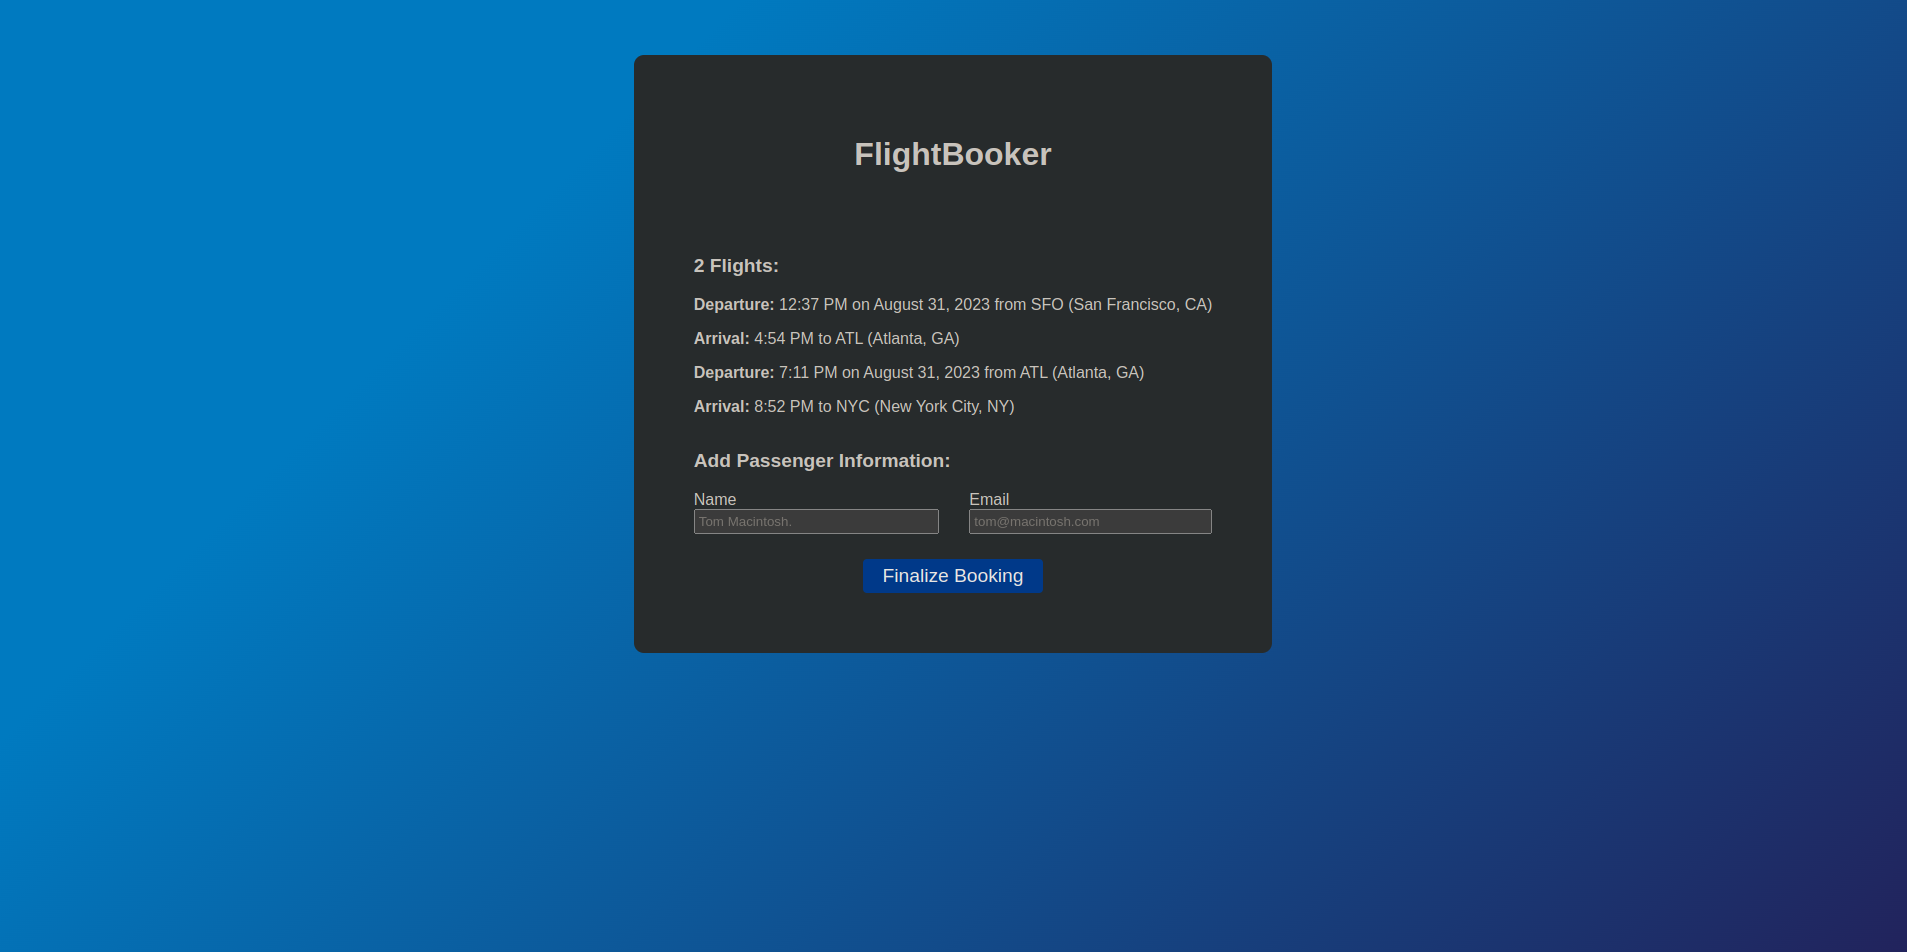 FlightBooker
2 Flights:
Departure: 12:37 PM on August 31, 2023 from SFO (San Francisco, CA)
Arrival: 4:54 PM to ATL (Atlanta, GA)
Departure: 7:11 PM on August 31, 2023 from ATL (Atlanta, GA)
Arrival: 8:52 PM to NYC (New York City, NY)
Add Passenger Information:
Name Email
Tom Macintosh. tom@macintosh.com
Finalize Booking